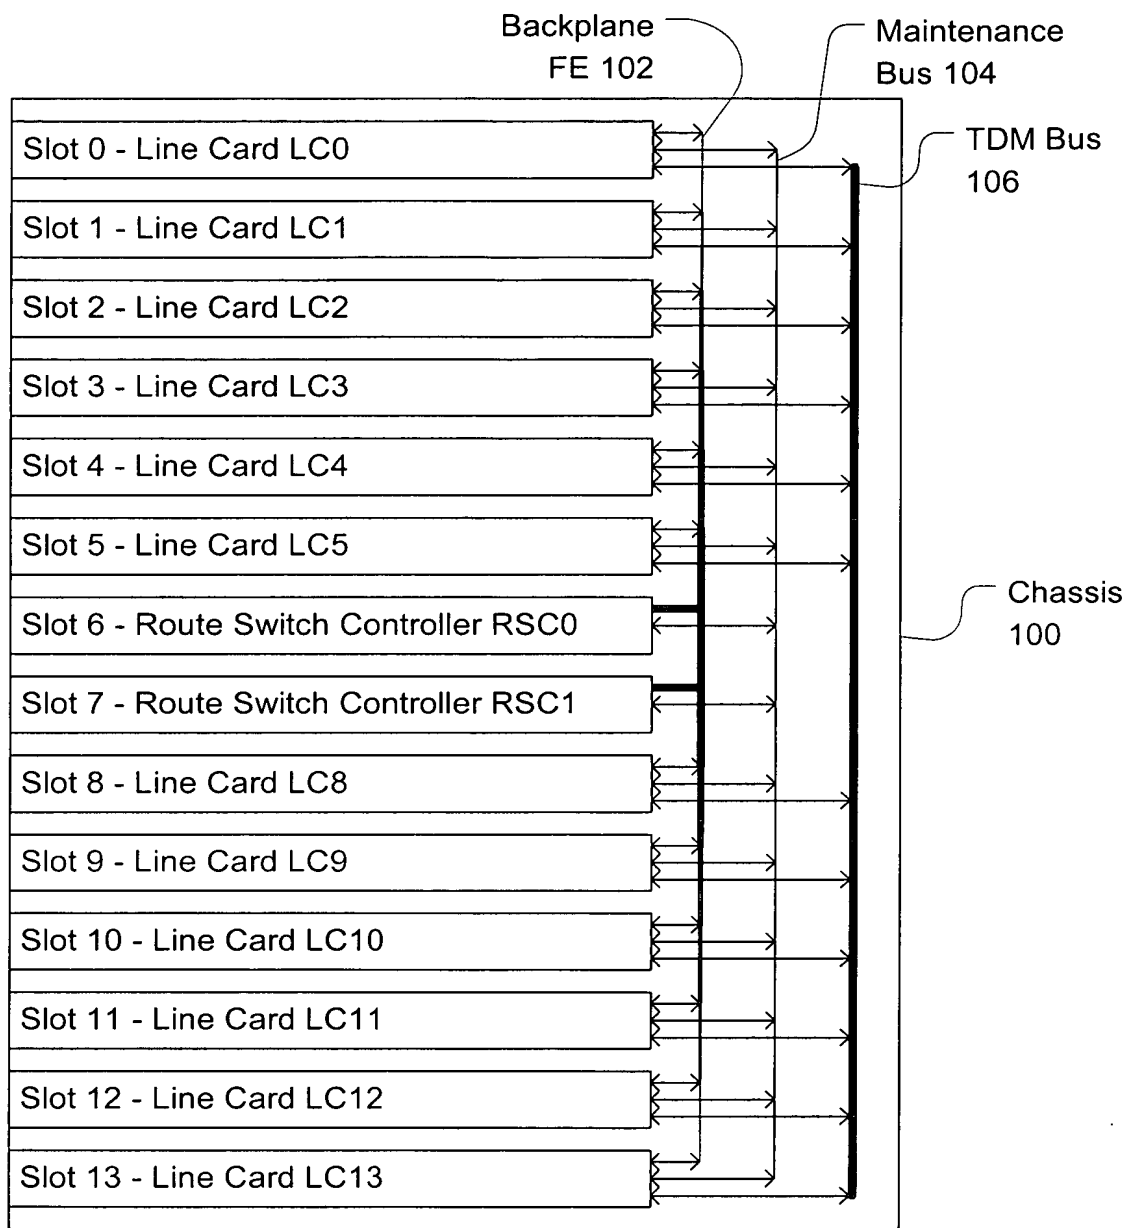 Backplane
FE 102
Maintenance
Bus 104
TDM Bus
106
Slot 0 - Line Card LC0
Slot 1 - Line Card LC1
Slot 2 - Line Card LC2
Slot 3 - Line Card LC3
Slot 4 - Line Card LC4
Slot 5 - Line Card LC5
Slot 6 - Route Switch Controller RSC0
Chassis
100
Slot 7 - Route Switch Controller RSC1
Slot 8 - Line Card LC8
Slot 9 - Line Card LC9
Slot 10 - Line Card LC10
Slot 11 - Line Card LC11
Slot 12 - Line Card LC12
Slot 13 - Line Card LC13